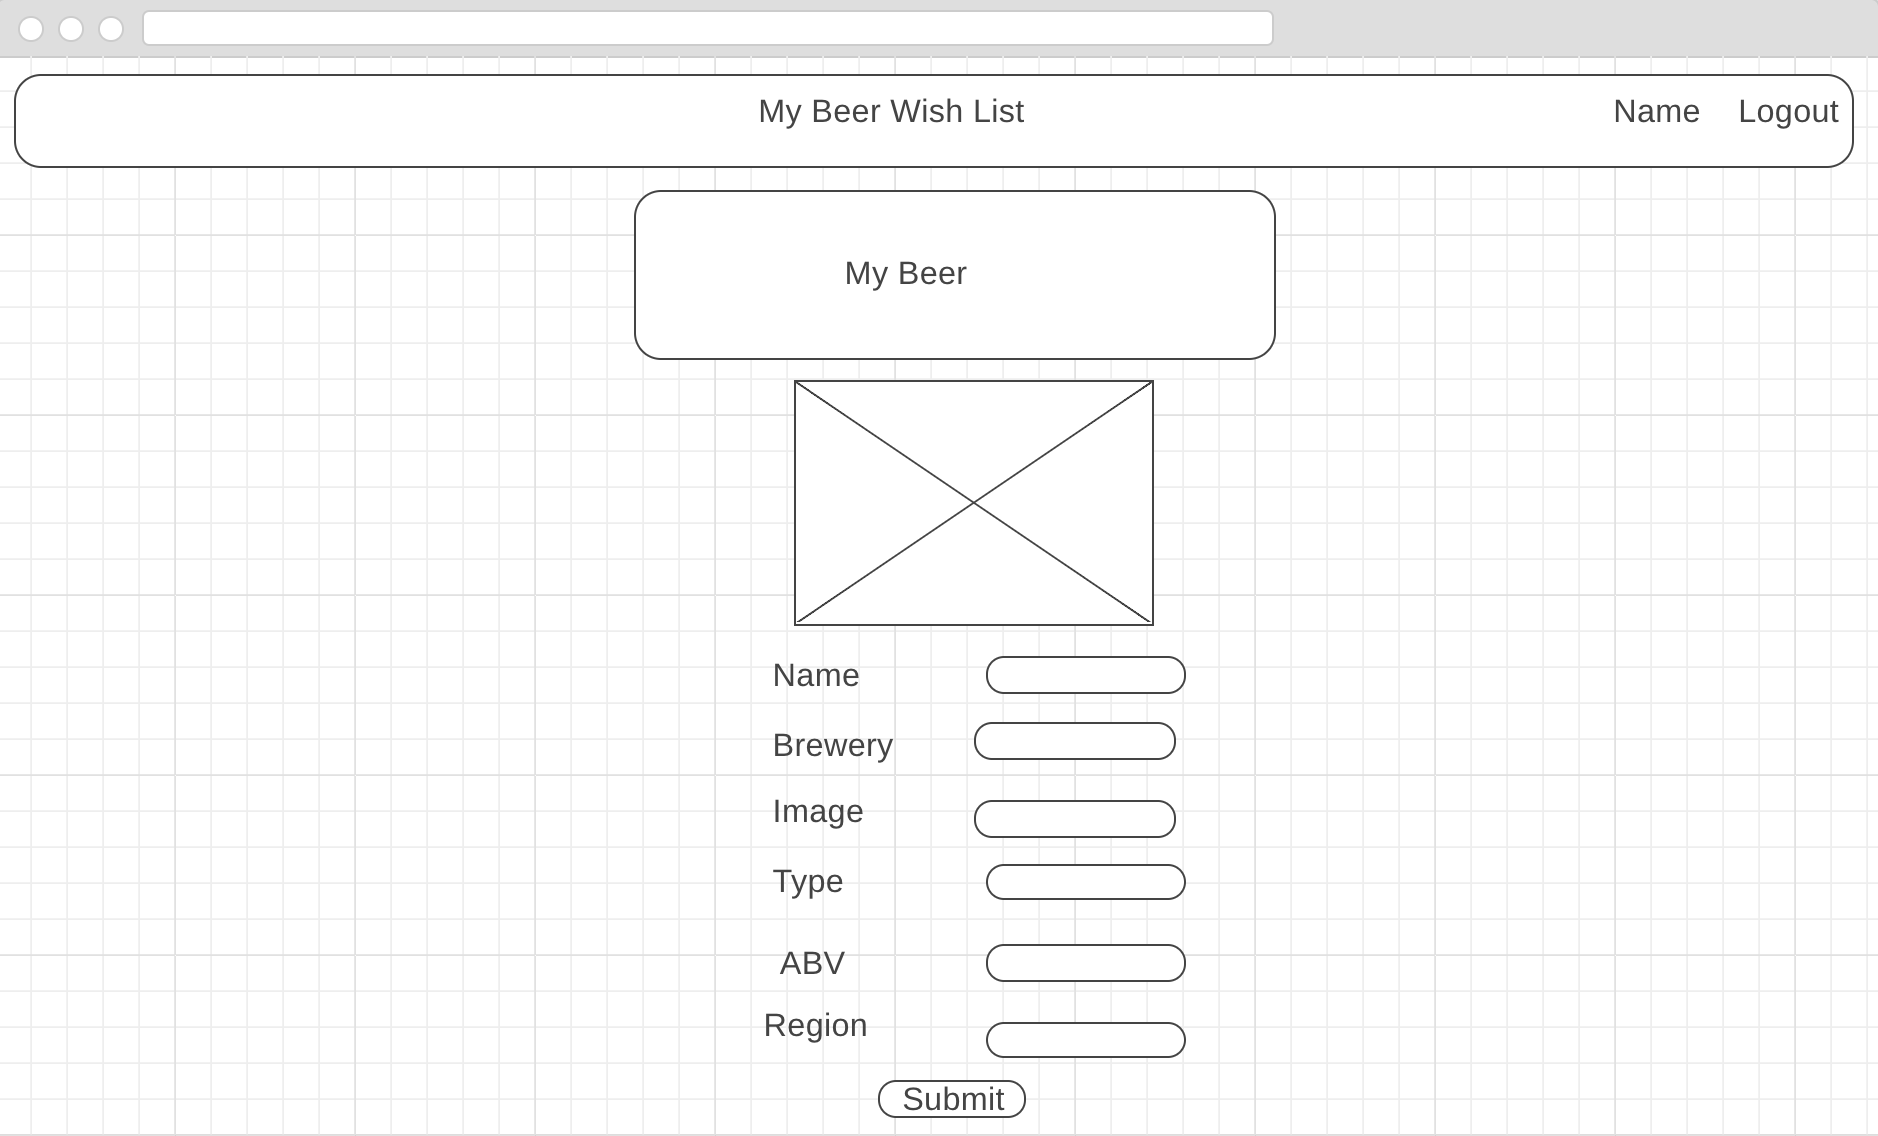 My Beer Wish List Name Logout
My Beer
Name
Brewery
Image
Type
ABV
Region
Submit